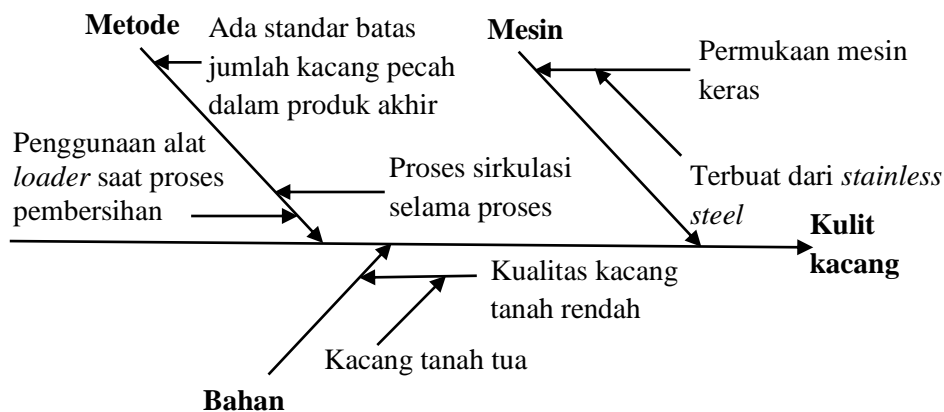 Metode
Ada standar batas
jumlah kacang pecah
dalam produk akhir
Mesin
Permukaan mesin
keras
Penggunaan alat
loader saat proses
pembersihan
Proses sirkulasi
selama proses
Terbuat dari stainless
steel
Kulit
kacang
Kualitas kacang
tanah rendah
Kacang tanah tua
Bahan